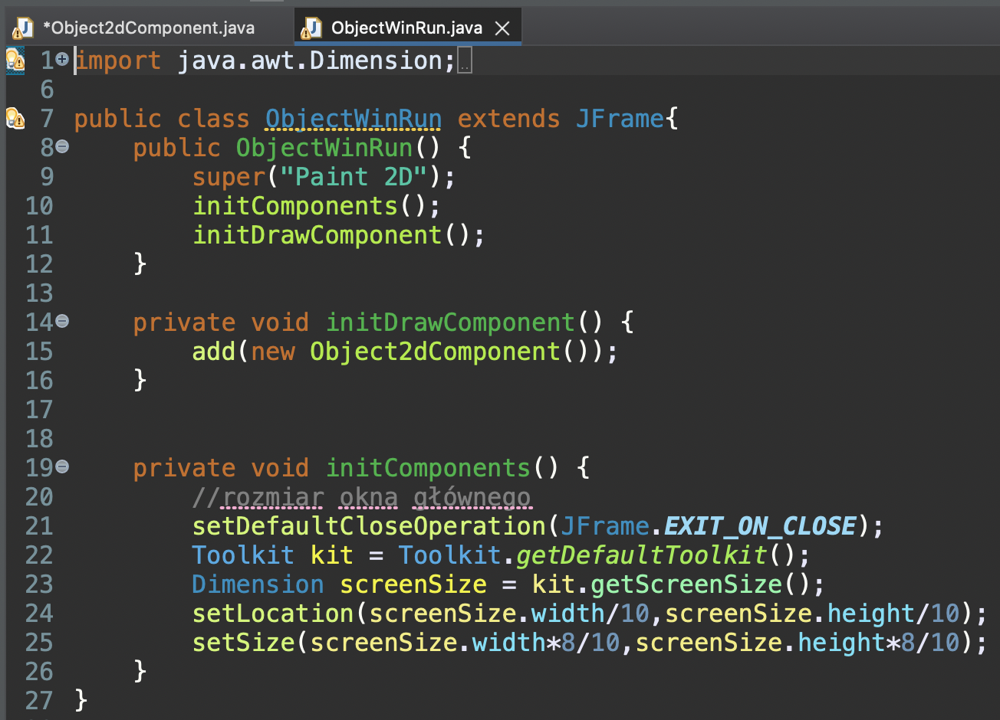 *Object2dComponent.java
ObjectWinRun.java
1 import java.awt.Dimension;
6
7 public class ObjectWinRun extends JFrame{
8     public ObjectWinRun() {
9         super("Paint 2D");
10         initComponents();
11         initDrawComponent();
12     }
13
14     private void initDrawComponent() {
15         add(new Object2dComponent());
16     }
17
18
19     private void initComponents() {
20         //rozmiar okna głównego
21         setDefaultCloseOperation(JFrame.EXIT_ON_CLOSE);
22         Toolkit kit = Toolkit.getDefaultToolkit();
23         Dimension screenSize = kit.getScreenSize();
24         setLocation(screenSize.width/10,screenSize.height/10);
25         setSize(screenSize.width*8/10,screenSize.height*8/10);
26     }
27 }